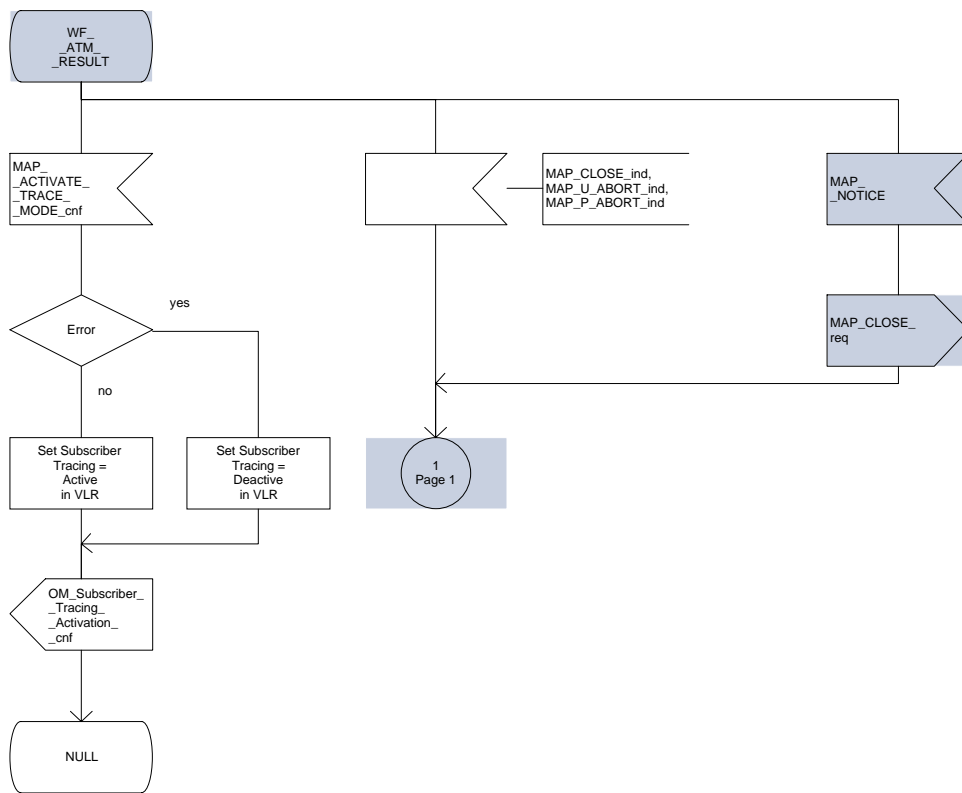 WF_
_ATM_
_RESULT
MAP_
_ACTIVATE_
_TRACE_
_MODE_cnf
MAP_CLOSE_ind,
MAP_U_ABORT_ind,
MAP_P_ABORT_ind
MAP_
_NOTICE
yes
Error
MAP_CLOSE_
req
no
Set Subscriber
Tracing =
Active
in VLR
Set Subscriber
Tracing =
Deactive
in VLR
1
Page 1
OM_Subscriber_
_Tracing_
_Activation_
_cnf
NULL